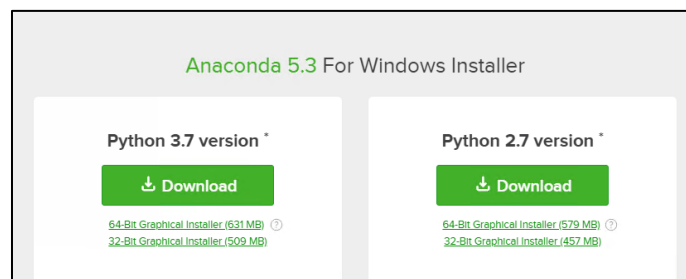 Anaconda 5.3 For Windows Installer
Python 3.7 version *
Download
64-Bit Graphical Installer (631 MB) ?
32-Bit Graphical Installer (509 MB)
Python 2.7 version *
Download
64-Bit Graphical Installer (579 MB) ?
32-Bit Graphical Installer (457 MB)